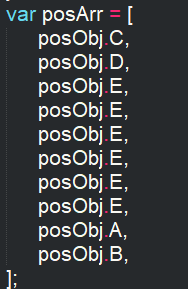 var posArr = [
posObj.C,
posObj.D,
posObj.E,
posObj.E,
posObj.E,
posObj.E,
posObj.E,
posObj.E,
posObj.A,
posObj.B,
];